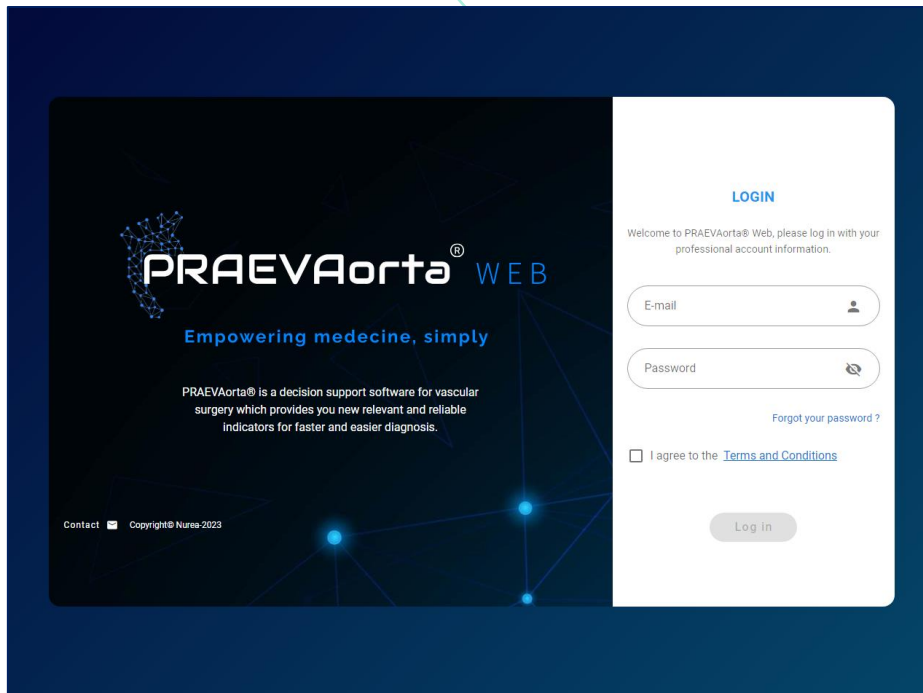 PRAEVAorta® WEB
Empowering medecine, simply
PRAEVAorta® is a decision support software for vascular
surgery which provides you new relevant and reliable
indicators for faster and easier diagnosis.
Contact Copyright© Nurea-2023
LOGIN
Welcome to PRAEVAorta® Web, please log in with your
professional account information.
E-mail
Password
Forgot your password ?
I agree to the Terms and Conditions
Log in